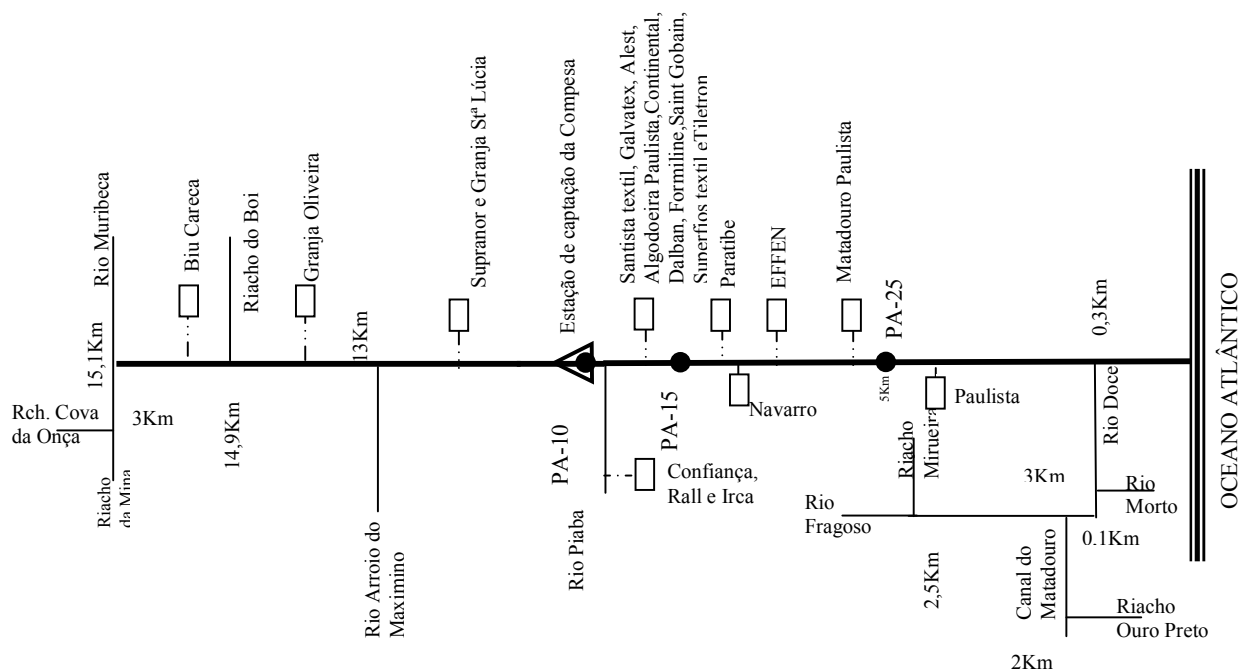 Rio Muribeca
15,1Km
Rch. Cova
da Onça
3Km
Riacho
da Mina
Biu Careca
Riacho do Boi
14,9Km
Granja Oliveira
13Km
Rio Arroio do
Maximino
Supranor e Granja Stª Lúcia
Estação de captação da Compesa
PA-10
Rio Piaba
Santista textil, Galvatex, Alest,
Algodoeira Paulista,Continental,
Dalban, Formiline,Saint Gobain,
Superfios textil eTiletron
PA-15
Confiança,
Rall e Irca
Paratibe
Navarro
EFFEN
Matadouro Paulista
PA-25
5Km
Paulista
Riacho
Mirueira
Rio
Fragoso
2,5Km
3Km
0,3Km
Rio Doce
Rio
Morto
0.1Km
Canal do
Matadouro
Riacho
Ouro Preto
2Km
OCEANO ATLÂNTICO